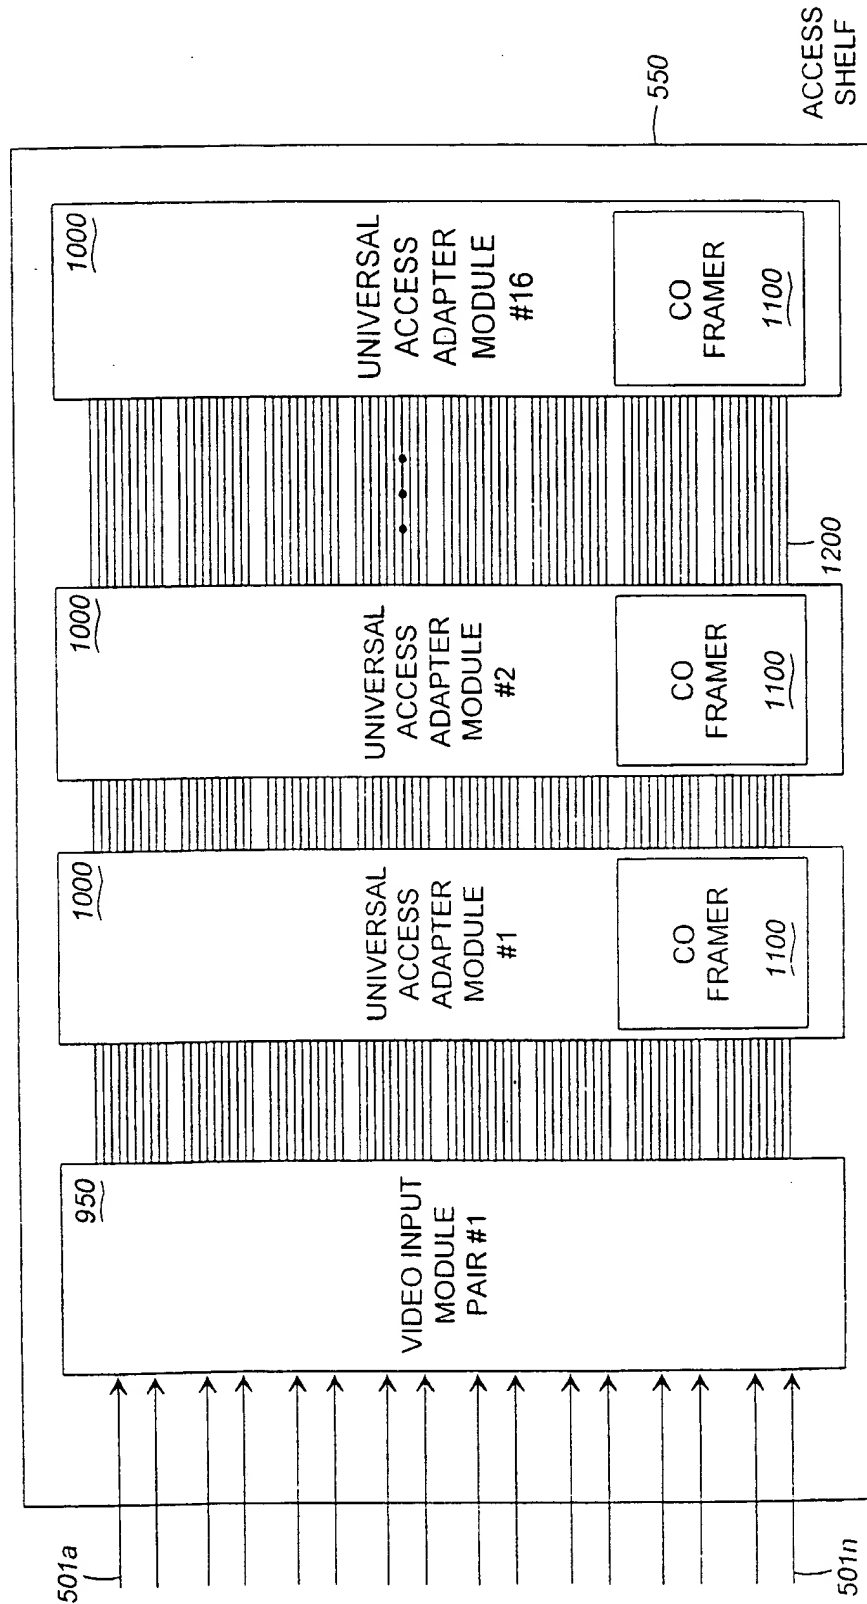 501a
501n
950
VIDEO INPUT
MODULE
PAIR #1
1000
UNIVERSAL
ACCESS
ADAPTER
MODULE
#1
CO
FRAMER
1100
1000
UNIVERSAL
ACCESS
ADAPTER
MODULE
#2
CO
FRAMER
1100
1200
1000
UNIVERSAL
ACCESS
ADAPTER
MODULE
#16
CO
FRAMER
1100
550
ACCESS
SHELF